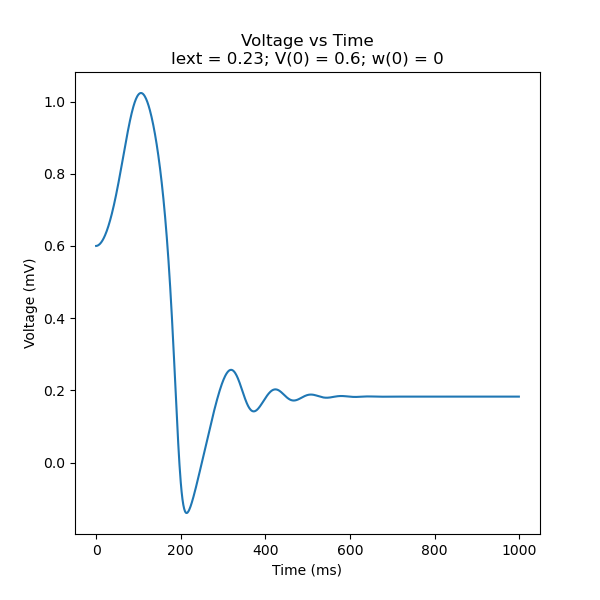 Voltage vs Time
Iext = 0.23; V(0) = 0.6; w(0) = 0
1.0
0.8
0.6
0.4
0.2
0.0
Voltage (mV)
0 200 400 600 800 1000
Time (ms)